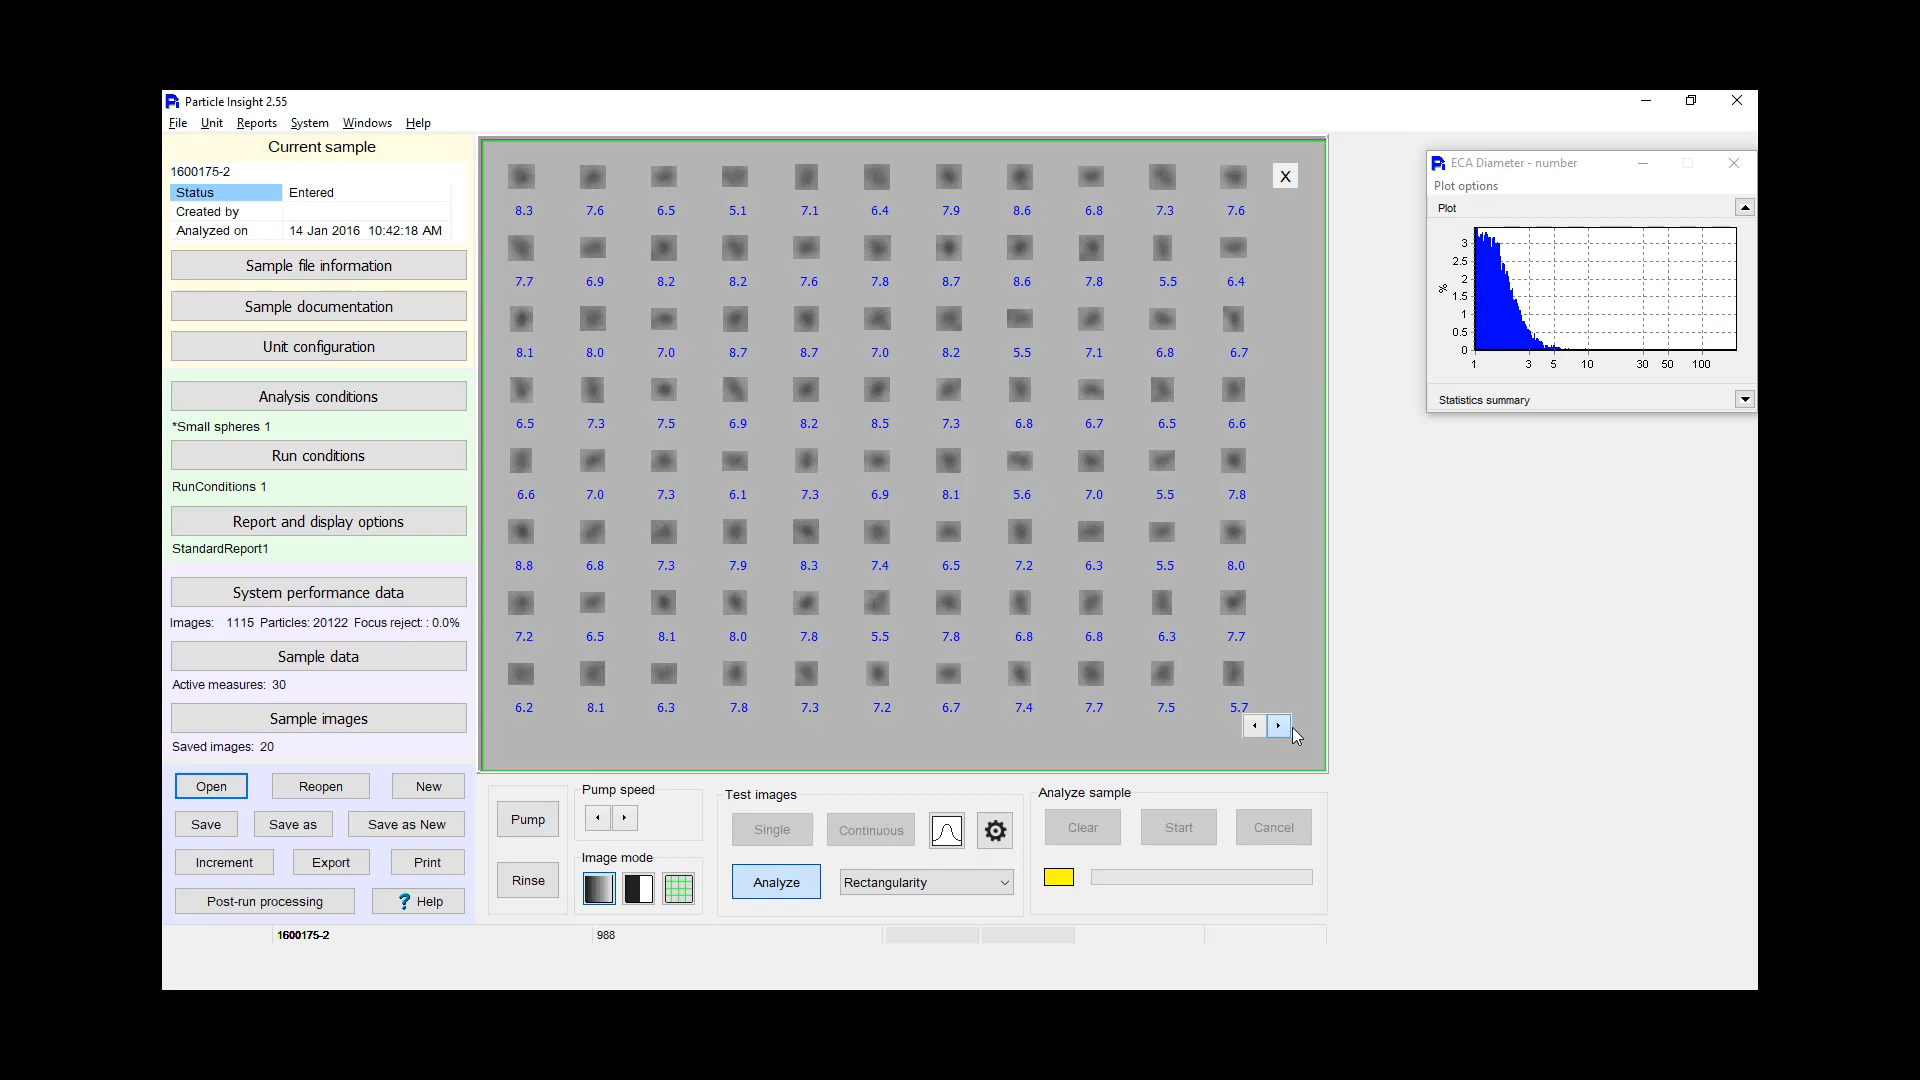 Particle Insight 2.55
File Unit Reports System Windows Help
Current sample
1600175-2
Status Entered
Created by
Analyzed on 14 Jan 2016 10:42:18 AM
Sample file information
Sample documentation
Unit configuration
Analysis conditions
*Small spheres 1
Run conditions
RunConditions 1
Report and display options
StandardReport1
System performance data
Images: 1115 Particles: 20122 Focus reject: : 0.0%
Sample data
Active measures: 30
Sample images
Saved images: 20
Open Reopen New
Save Save as Save as New
Increment Export Print
Post-run processing ? Help
X
8.3 7.6 6.5 5.1 7.1 6.4 7.9 8.6 6.8 7.3 7.6
7.7 6.9 8.2 8.2 7.6 7.8 8.7 8.6 7.8 5.5 6.4
8.1 8.0 7.0 8.7 8.7 7.0 8.2 5.5 7.1 6.8 6.7
6.5 7.3 7.5 6.9 8.2 8.5 7.3 6.8 6.7 6.5 6.6
6.6 7.0 7.3 6.1 7.3 6.9 8.1 5.6 7.0 5.5 7.8
8.8 6.8 7.3 7.9 8.3 7.4 6.5 7.2 6.3 5.5 8.0
7.2 6.5 8.1 8.0 7.8 5.5 7.8 6.8 6.8 6.3 7.7
6.2 8.1 6.3 7.8 7.3 7.2 6.7 7.4 7.7 7.5 5.7
Pump
Rinse
Pump speed
Image mode
Test images
Single Continuous
Analyze Rectangularity
Analyze sample
Clear Start Cancel
1600175-2 988
ECA Diameter - number
Plot options
Plot
%
3
2.5
2
1.5
1
0.5
0
1 3 5 10 30 50 100
Statistics summary